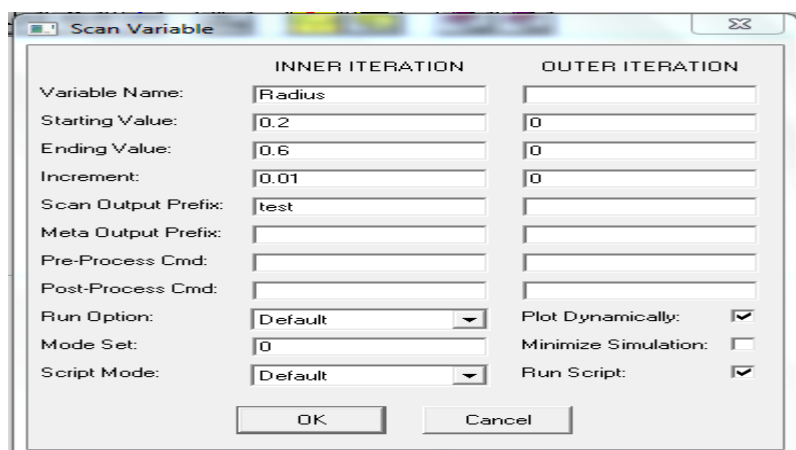 Scan Variable
INNER ITERATION OUTER ITERATION
Variable Name: Radius
Starting Value: 0.2 0
Ending Value: 0.6 0
Increment: 0.01 0
Scan Output Prefix: test
Meta Output Prefix:
Pre-Process Cmd:
Post-Process Cmd:
Run Option: Default Plot Dynamically:
Mode Set: 0 Minimize Simulation:
Script Mode: Default Run Script:
OK Cancel